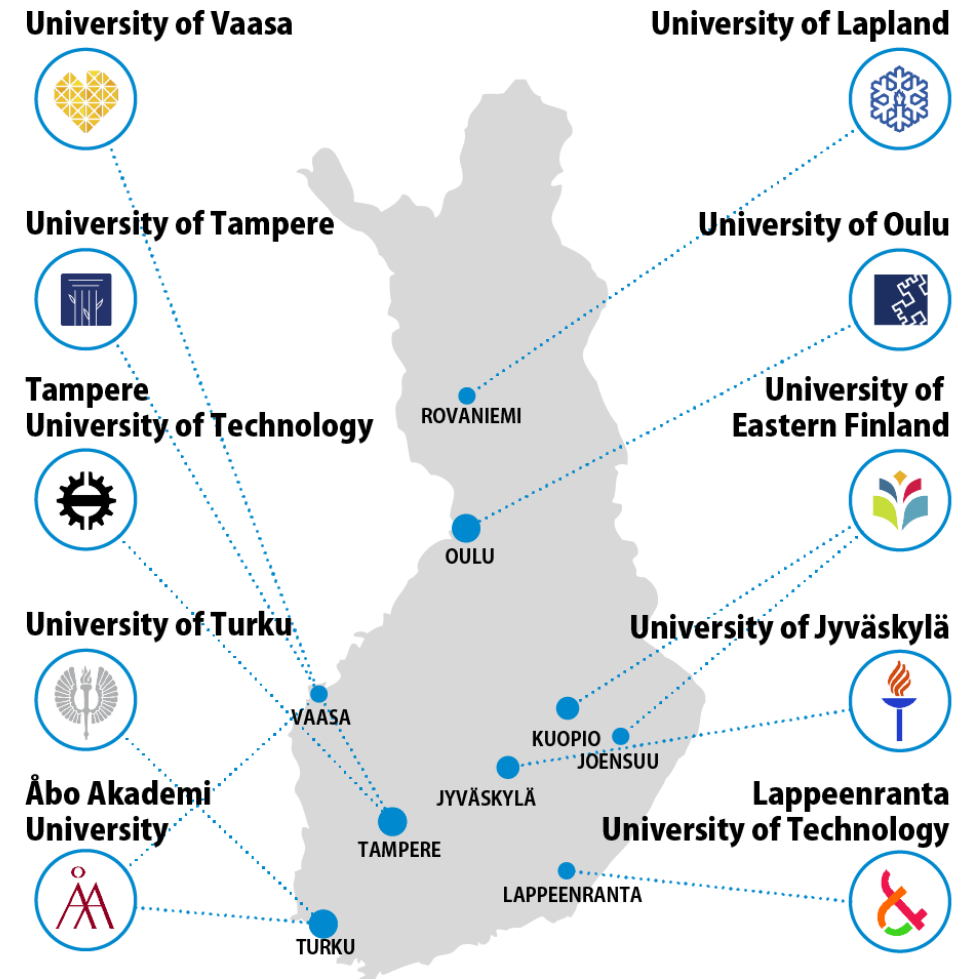 University of Vaasa
University of Lapland
University of Tampere
University of Oulu
Tampere
University of Technology
University of
Eastern Finland
ROVANIEMI
OULU
University of Turku
University of Jyväskylä
VAASA
KUOPIO
JOENSUU
JYVÄSKYLÄ
Åbo Akademi
University
Lappeenranta
University of Technology
TAMPERE
LAPPEENRANTA
TURKU